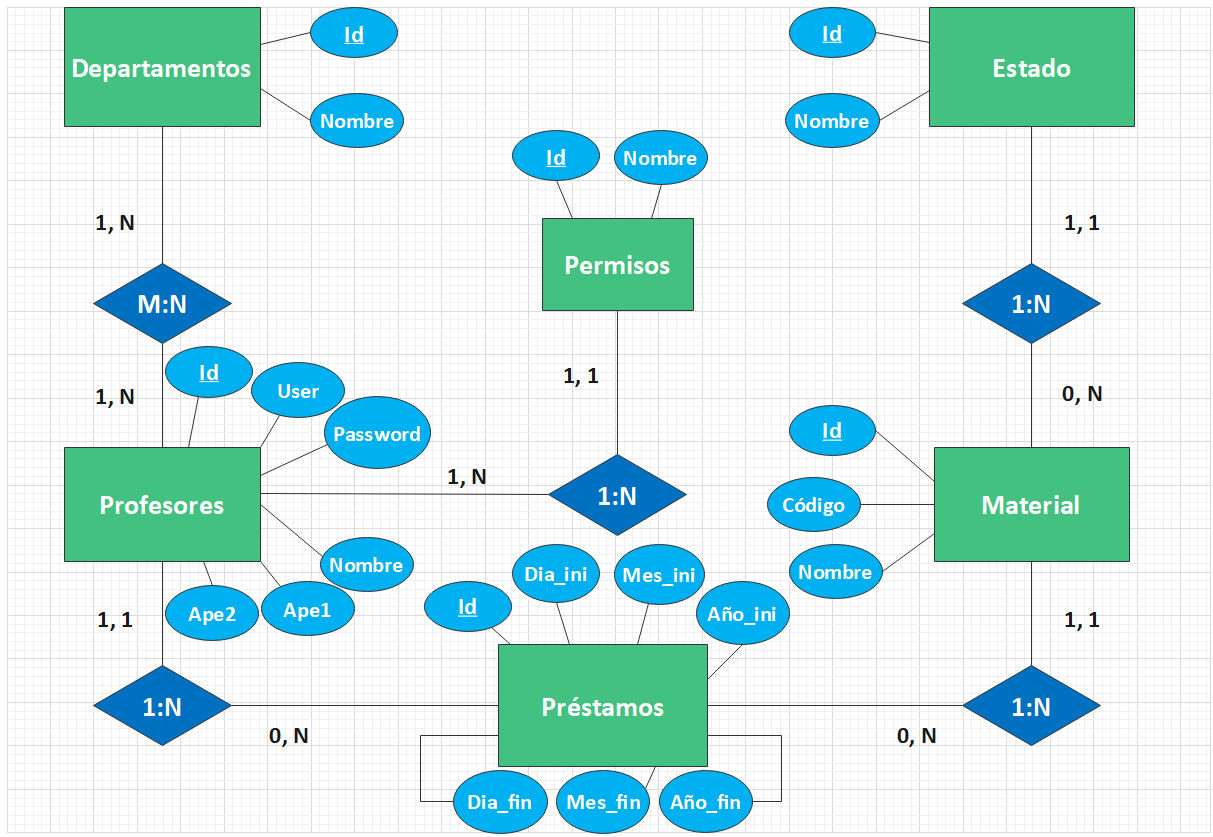 Departamentos
Id
Nombre
Id
Nombre
Estado
Id
Nombre
Permisos
1, N
M:N
1, N
1, 1
1, 1
1:N
0, N
Id
User
Password
Profesores
Nombre
Ape1
Ape2
1, N
1:N
Id
Código
Nombre
Material
1, 1
1:N
0, N
Id
Dia_ini
Mes_ini
Año_ini
Préstamos
Dia_fin
Mes_fin
Año_fin
1, 1
1:N
0, N